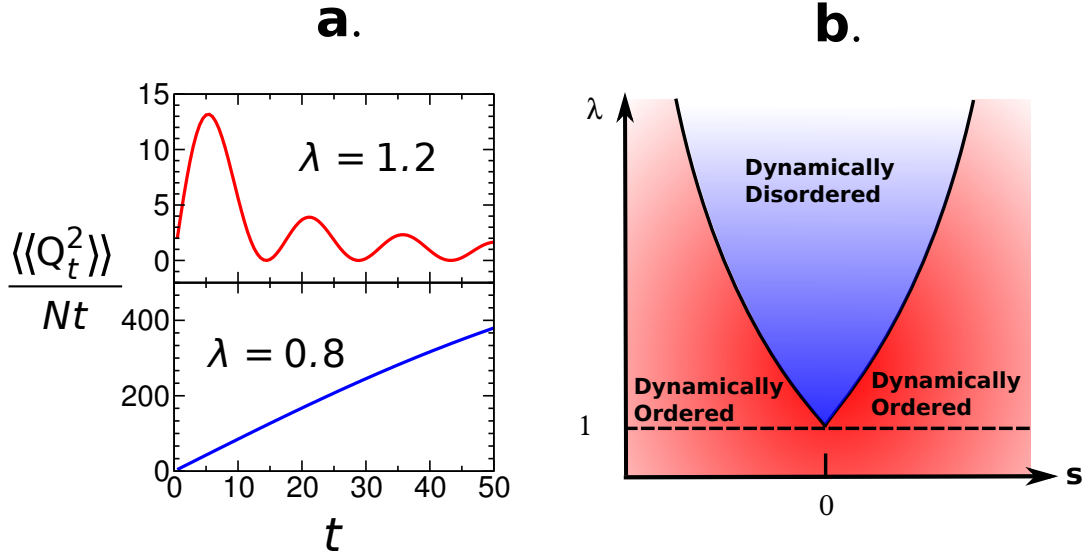 a.
15
10
5
0
λ = 1.2
⟨⟨Q_t^2⟩⟩
Nt
400
200
0
λ = 0.8
0 10 20 30 40 50
t
b.
λ
Dynamically
Disordered
Dynamically
Ordered
Dynamically
Ordered
1
0
s